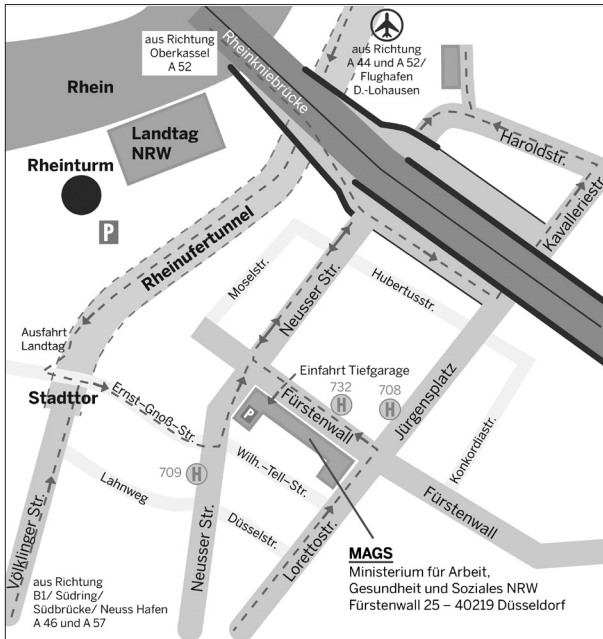 aus Richtung
Oberkassel
A 52
Rheinkniebrücke
aus Richtung
A 44 und A 52/
Flughafen
D.-Lohausen
Rhein
Landtag
NRW
Haroldstr.
Rheinturm
P
Kavalleriestr.
Rheinufertunnel
Neusser Str.
Moselstr.
Hubertusstr.
Ausfahrt
Landtag
Einfahrt Tiefgarage
732
H
708
H
Jürgensplatz
Stadttor
Ernst–Gnoß–Str.
P
Fürstenwall
Konkordiastr.
709
H
Wilh.–Tell–Str.
Lahnweg
Fürstenwall
Völklinger Str.
Neusser Str.
Düsselstr.
Lorettostr.
MAGS
Ministerium für Arbeit,
Gesundheit und Soziales NRW
Fürstenwall 25 – 40219 Düsseldorf
aus Richtung
B1/ Südring/
Südbrücke/ Neuss Hafen
A 46 und A 57